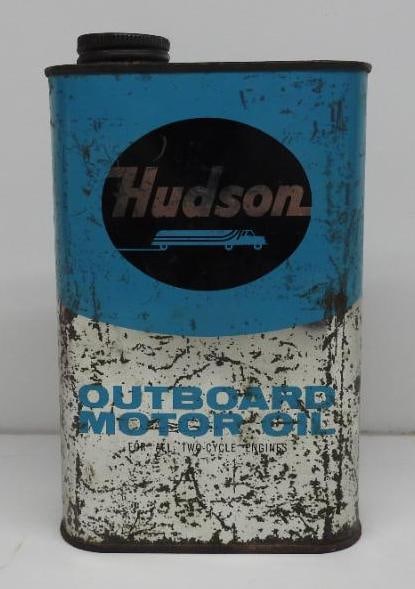 Hudson
OUTBOARD
MOTOR OIL
FOR ALL TWO-CYCLE ENGINES